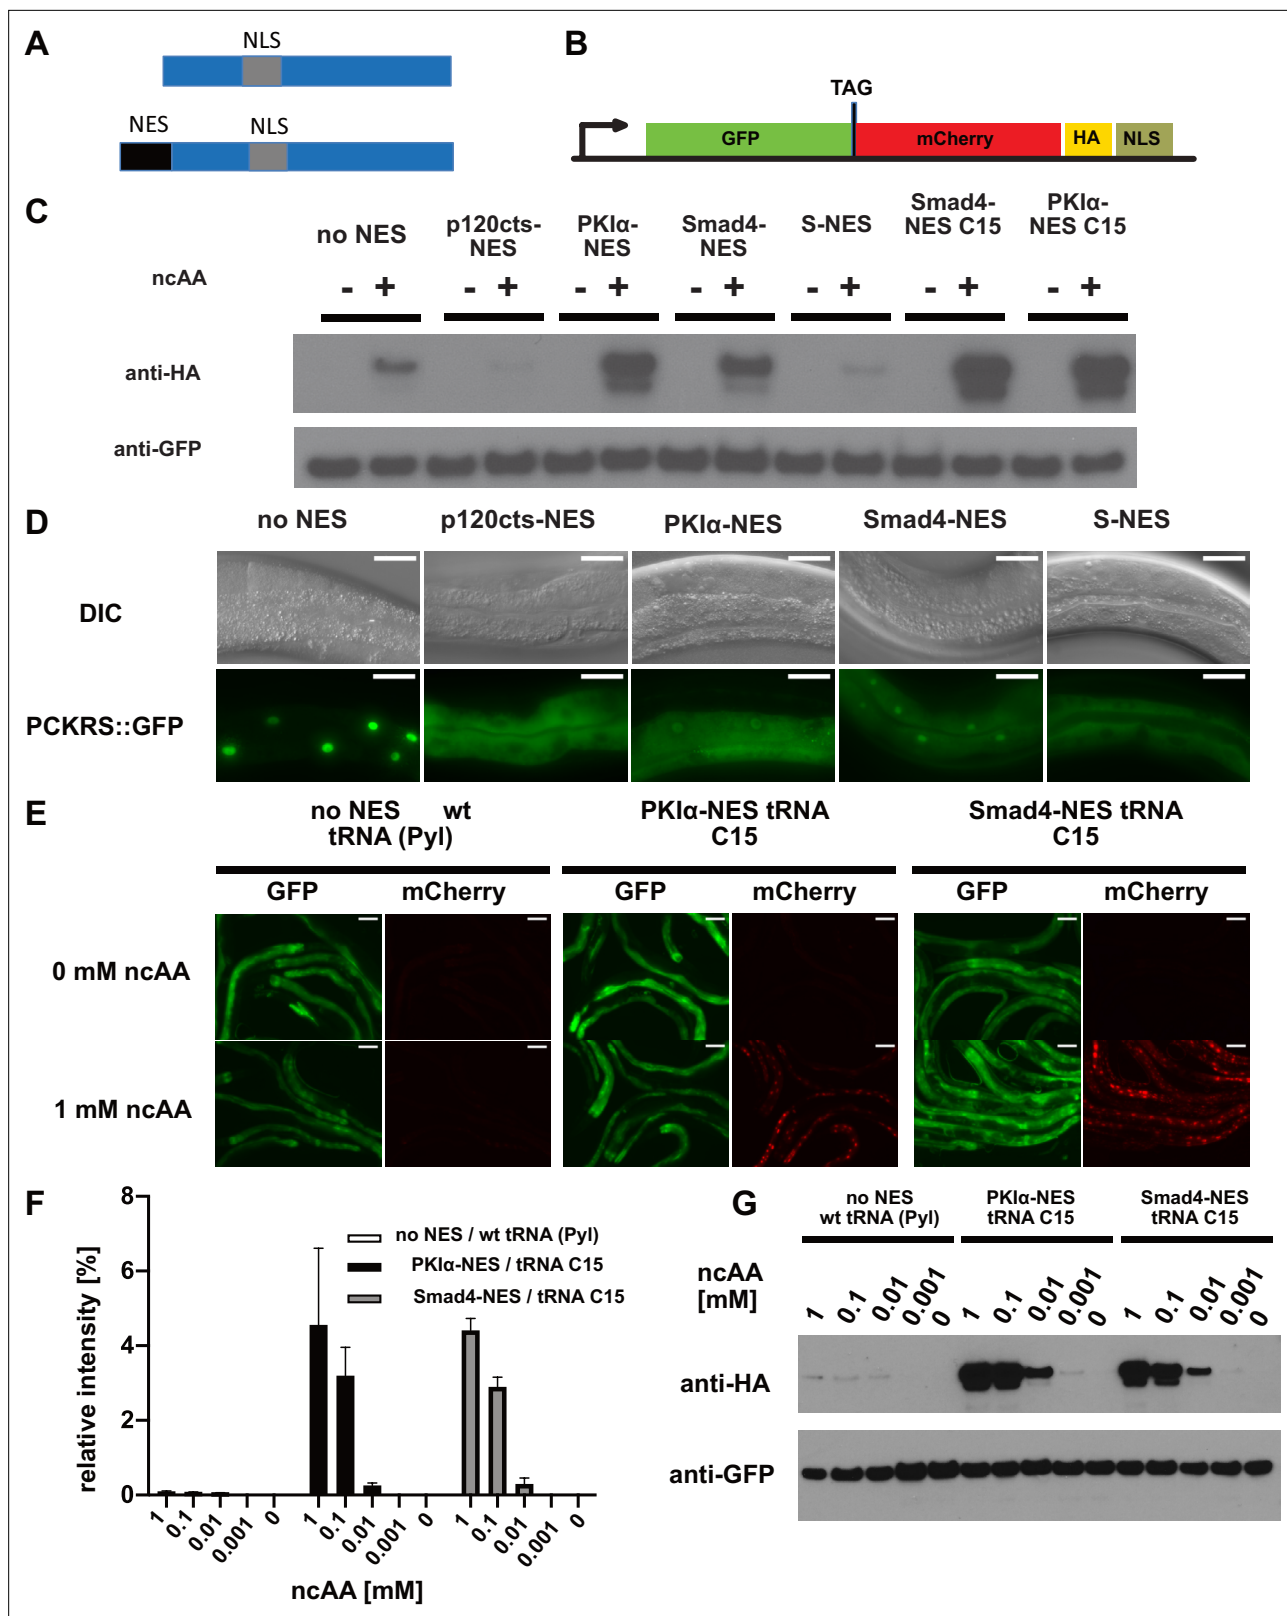 A
NLS
NES NLS
B
TAG
GFP mCherry HA NLS
C
no NES p120cts-NES PKIα-NES Smad4-NES S-NES Smad4-NES C15 PKIα-NES C15
ncAA - + - + - + - + - + - + - +
anti-HA
anti-GFP
D
no NES p120cts-NES PKIα-NES Smad4-NES S-NES
DIC
PCKRS::GFP
E
no NES wt PKIα-NES tRNA Smad4-NES tRNA
tRNA (Pyl) C15 C15
GFP mCherry GFP mCherry GFP mCherry
0 mM ncAA
1 mM ncAA
F
8
6
4
2
0
relative intensity [%]
no NES / wt tRNA (Pyl)
PKIα-NES / tRNA C15
Smad4-NES / tRNA C15
1 0.1 0.01 0.001 0 1 0.1 0.01 0.001 0 1 0.1 0.01 0.001 0
ncAA [mM]
G
no NES PKIα-NES Smad4-NES
wt tRNA (Pyl) tRNA C15 tRNA C15
ncAA
[mM]
1 0.1 0.01 0.001 0 1 0.1 0.01 0.001 0 1 0.1 0.01 0.001 0
anti-HA
anti-GFP